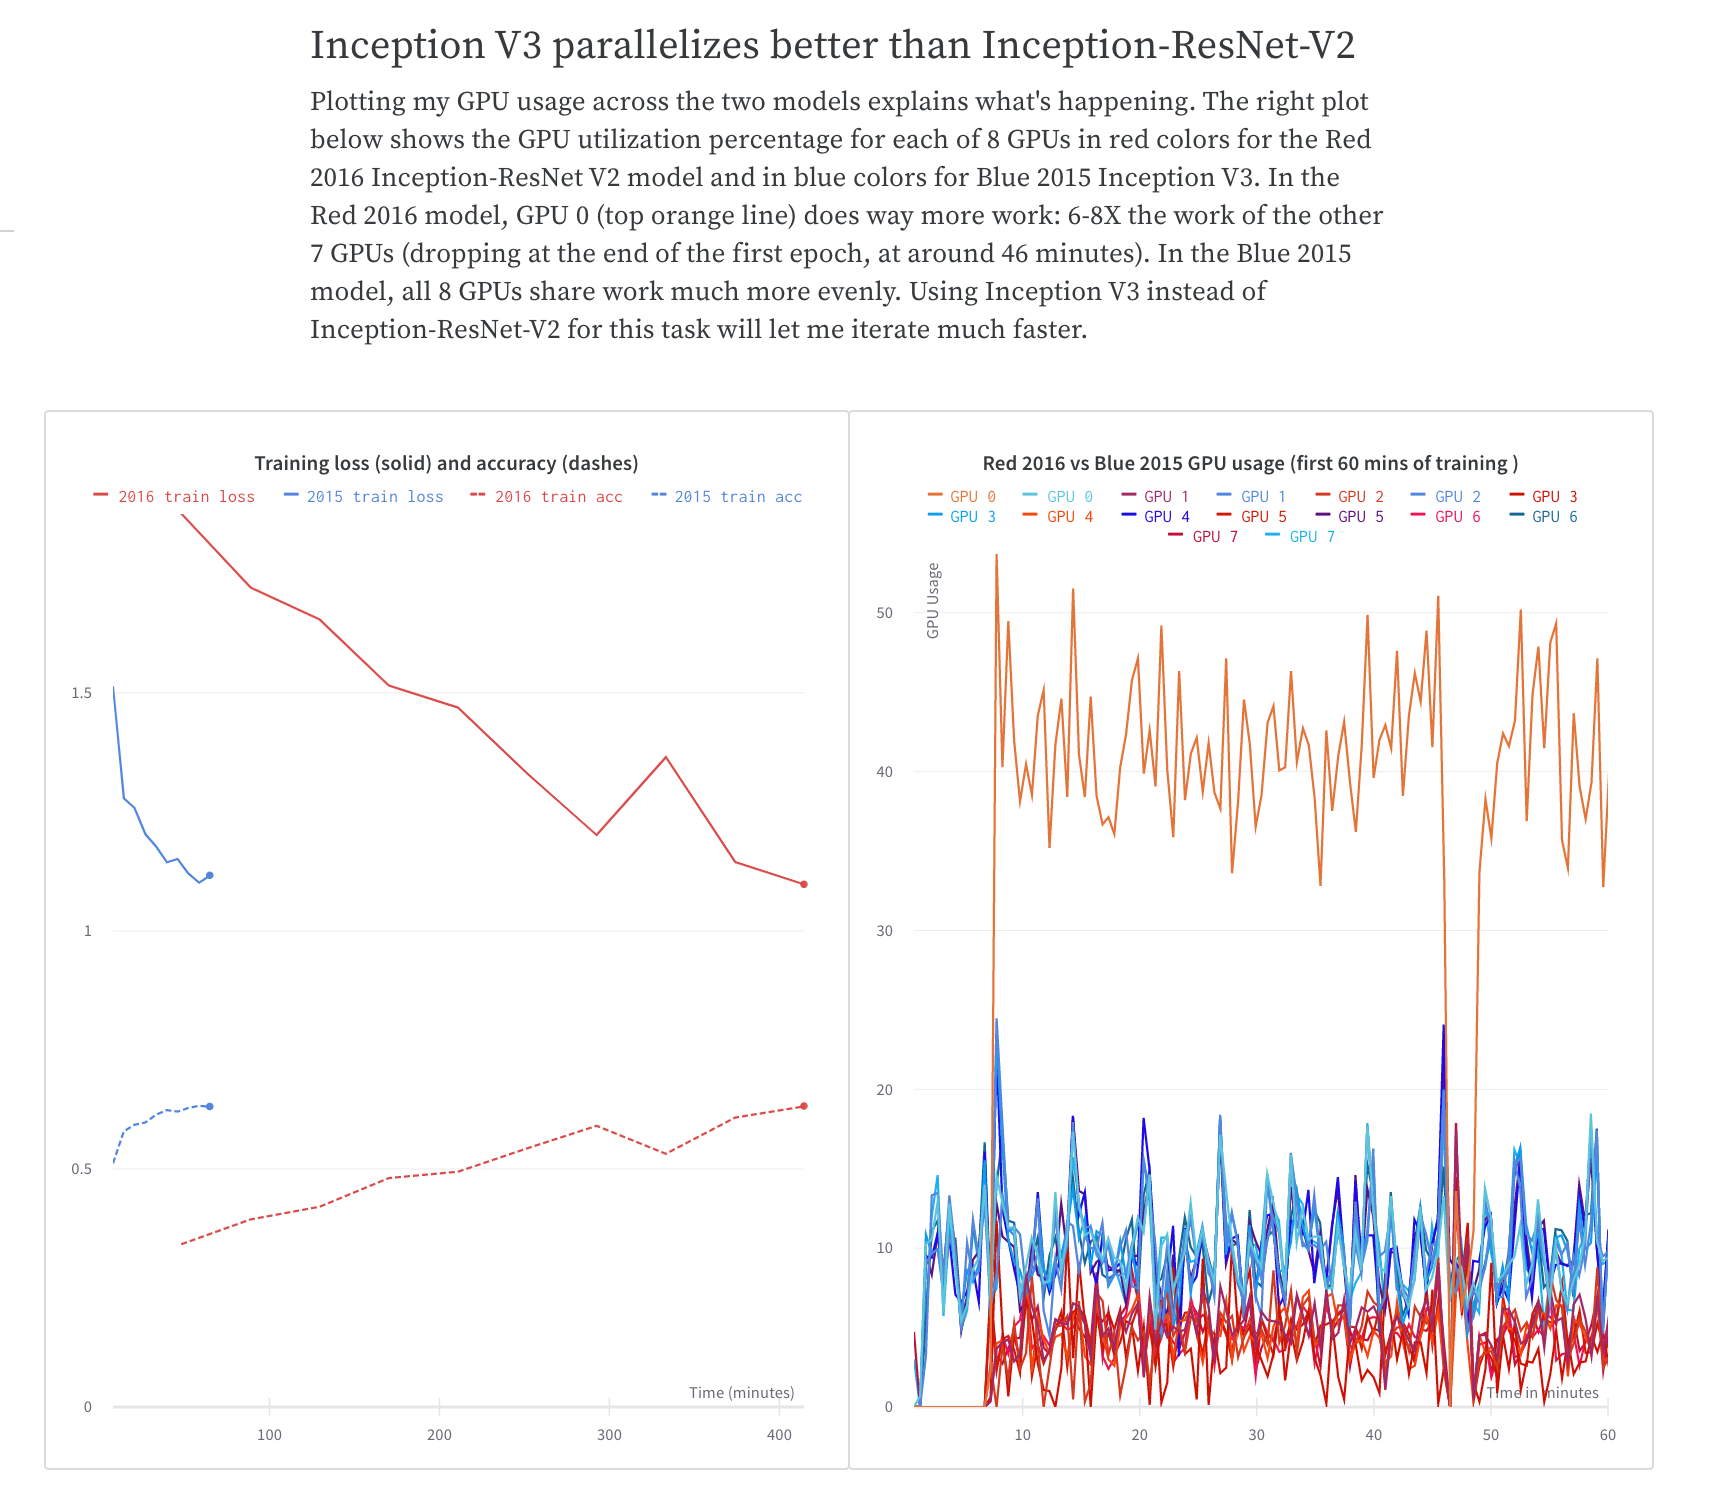 Inception V3 parallelizes better than Inception-ResNet-V2
Plotting my GPU usage across the two models explains what's happening. The right plot
below shows the GPU utilization percentage for each of 8 GPUs in red colors for the Red
2016 Inception-ResNet V2 model and in blue colors for Blue 2015 Inception V3. In the
Red 2016 model, GPU 0 (top orange line) does way more work: 6-8X the work of the other
7 GPUs (dropping at the end of the first epoch, at around 46 minutes). In the Blue 2015
model, all 8 GPUs share work much more evenly. Using Inception V3 instead of
Inception-ResNet-V2 for this task will let me iterate much faster.
Training loss (solid) and accuracy (dashes)
2016 train loss 2015 train loss 2016 train acc 2015 train acc
1.5
1
0.5
0
Time (minutes)
100 200 300 400
Red 2016 vs Blue 2015 GPU usage (first 60 mins of training )
GPU 0 GPU 0 GPU 1 GPU 1 GPU 2 GPU 2 GPU 3
GPU 3 GPU 4 GPU 4 GPU 5 GPU 5 GPU 6 GPU 6
GPU 7 GPU 7
GPU Usage
50
40
30
20
10
0
Time in minutes
10 20 30 40 50 60